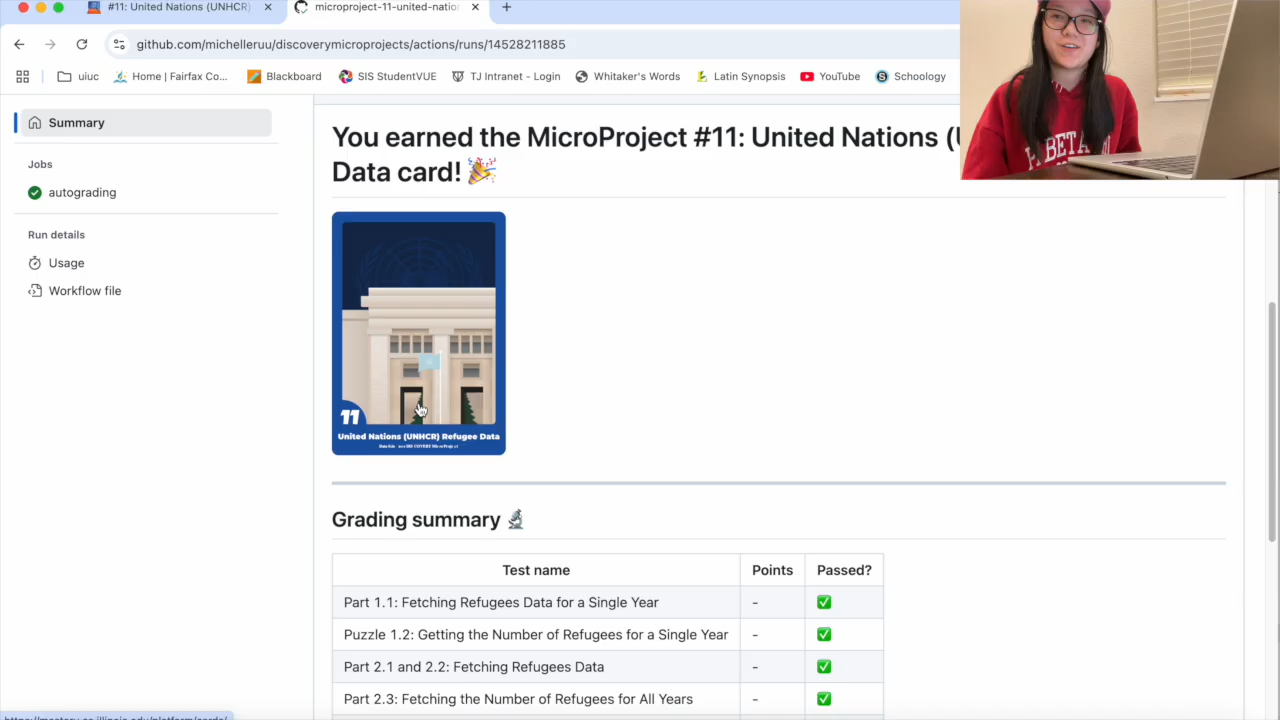 #11: United Nations (UNHCR)
microproject-11-united-nation
github.com/michelleruu/discoverymicroprojects/actions/runs/14528211885
uiuc
Home | Fairfax Co...
Blackboard
SIS StudentVUE
TJ Intranet - Login
Whitaker's Words
Latin Synopsis
YouTube
Schoology
Summary
Jobs
autograding
Run details
Usage
Workflow file
You earned the MicroProject #11: United Nations (
Data card! 🎉
11
United Nations (UNHCR) Refugee Data
Grading summary 🔬
Test name Points Passed?
Part 1.1: Fetching Refugees Data for a Single Year - ✅
Puzzle 1.2: Getting the Number of Refugees for a Single Year - ✅
Part 2.1 and 2.2: Fetching Refugees Data - ✅
Part 2.3: Fetching the Number of Refugees for All Years - ✅